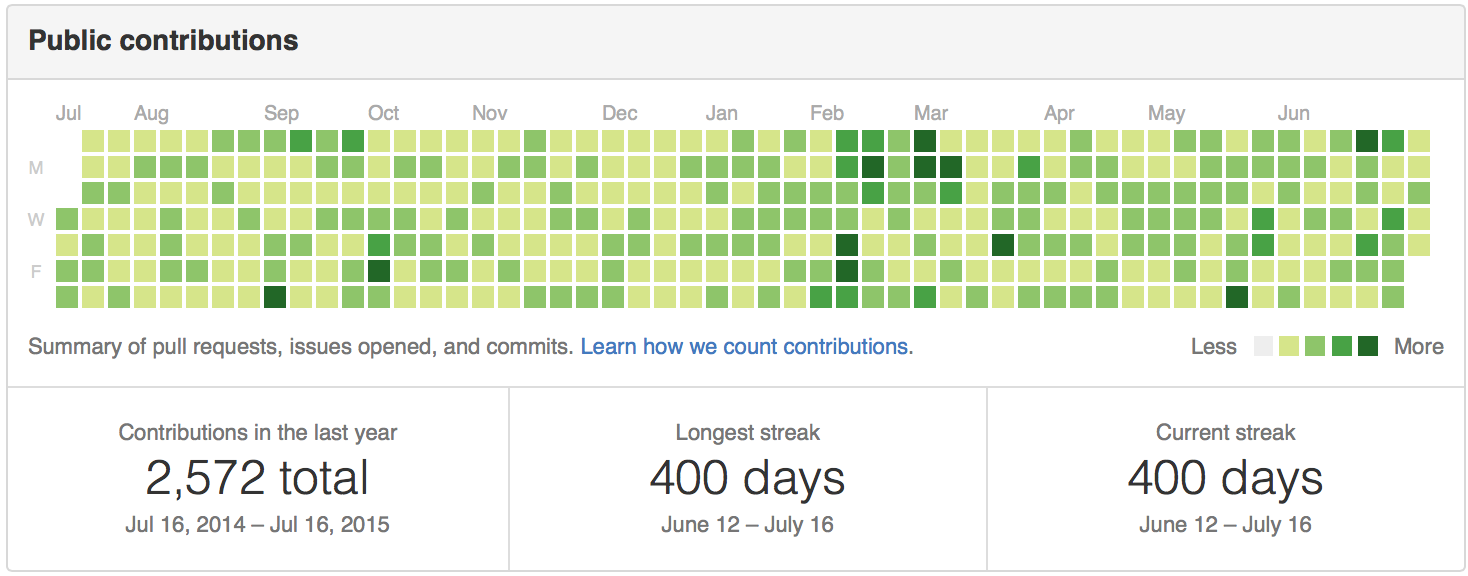 Public contributions
Jul Aug Sep Oct Nov Dec Jan Feb Mar Apr May Jun
M
W
F
Summary of pull requests, issues opened, and commits. Learn how we count contributions.
Less More
Contributions in the last year
2,572 total
Jul 16, 2014 – Jul 16, 2015
Longest streak
400 days
June 12 – July 16
Current streak
400 days
June 12 – July 16